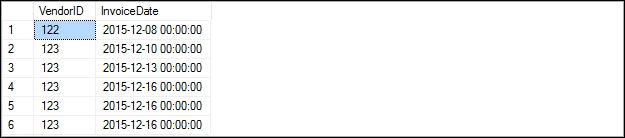 VendorID InvoiceDate
1 122 2015-12-08 00:00:00
2 123 2015-12-10 00:00:00
3 123 2015-12-13 00:00:00
4 123 2015-12-16 00:00:00
5 123 2015-12-16 00:00:00
6 123 2015-12-16 00:00:00